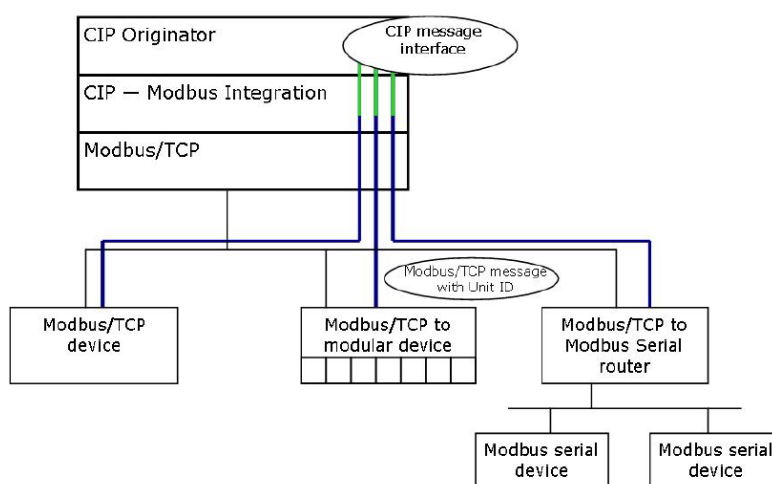 CIP Originator
CIP message
interface
CIP — Modbus Integration
Modbus/TCP
Modbus/TCP message
with Unit ID
Modbus/TCP
device
Modbus/TCP to
modular device
Modbus/TCP to
Modbus Serial
router
Modbus serial
device
Modbus serial
device